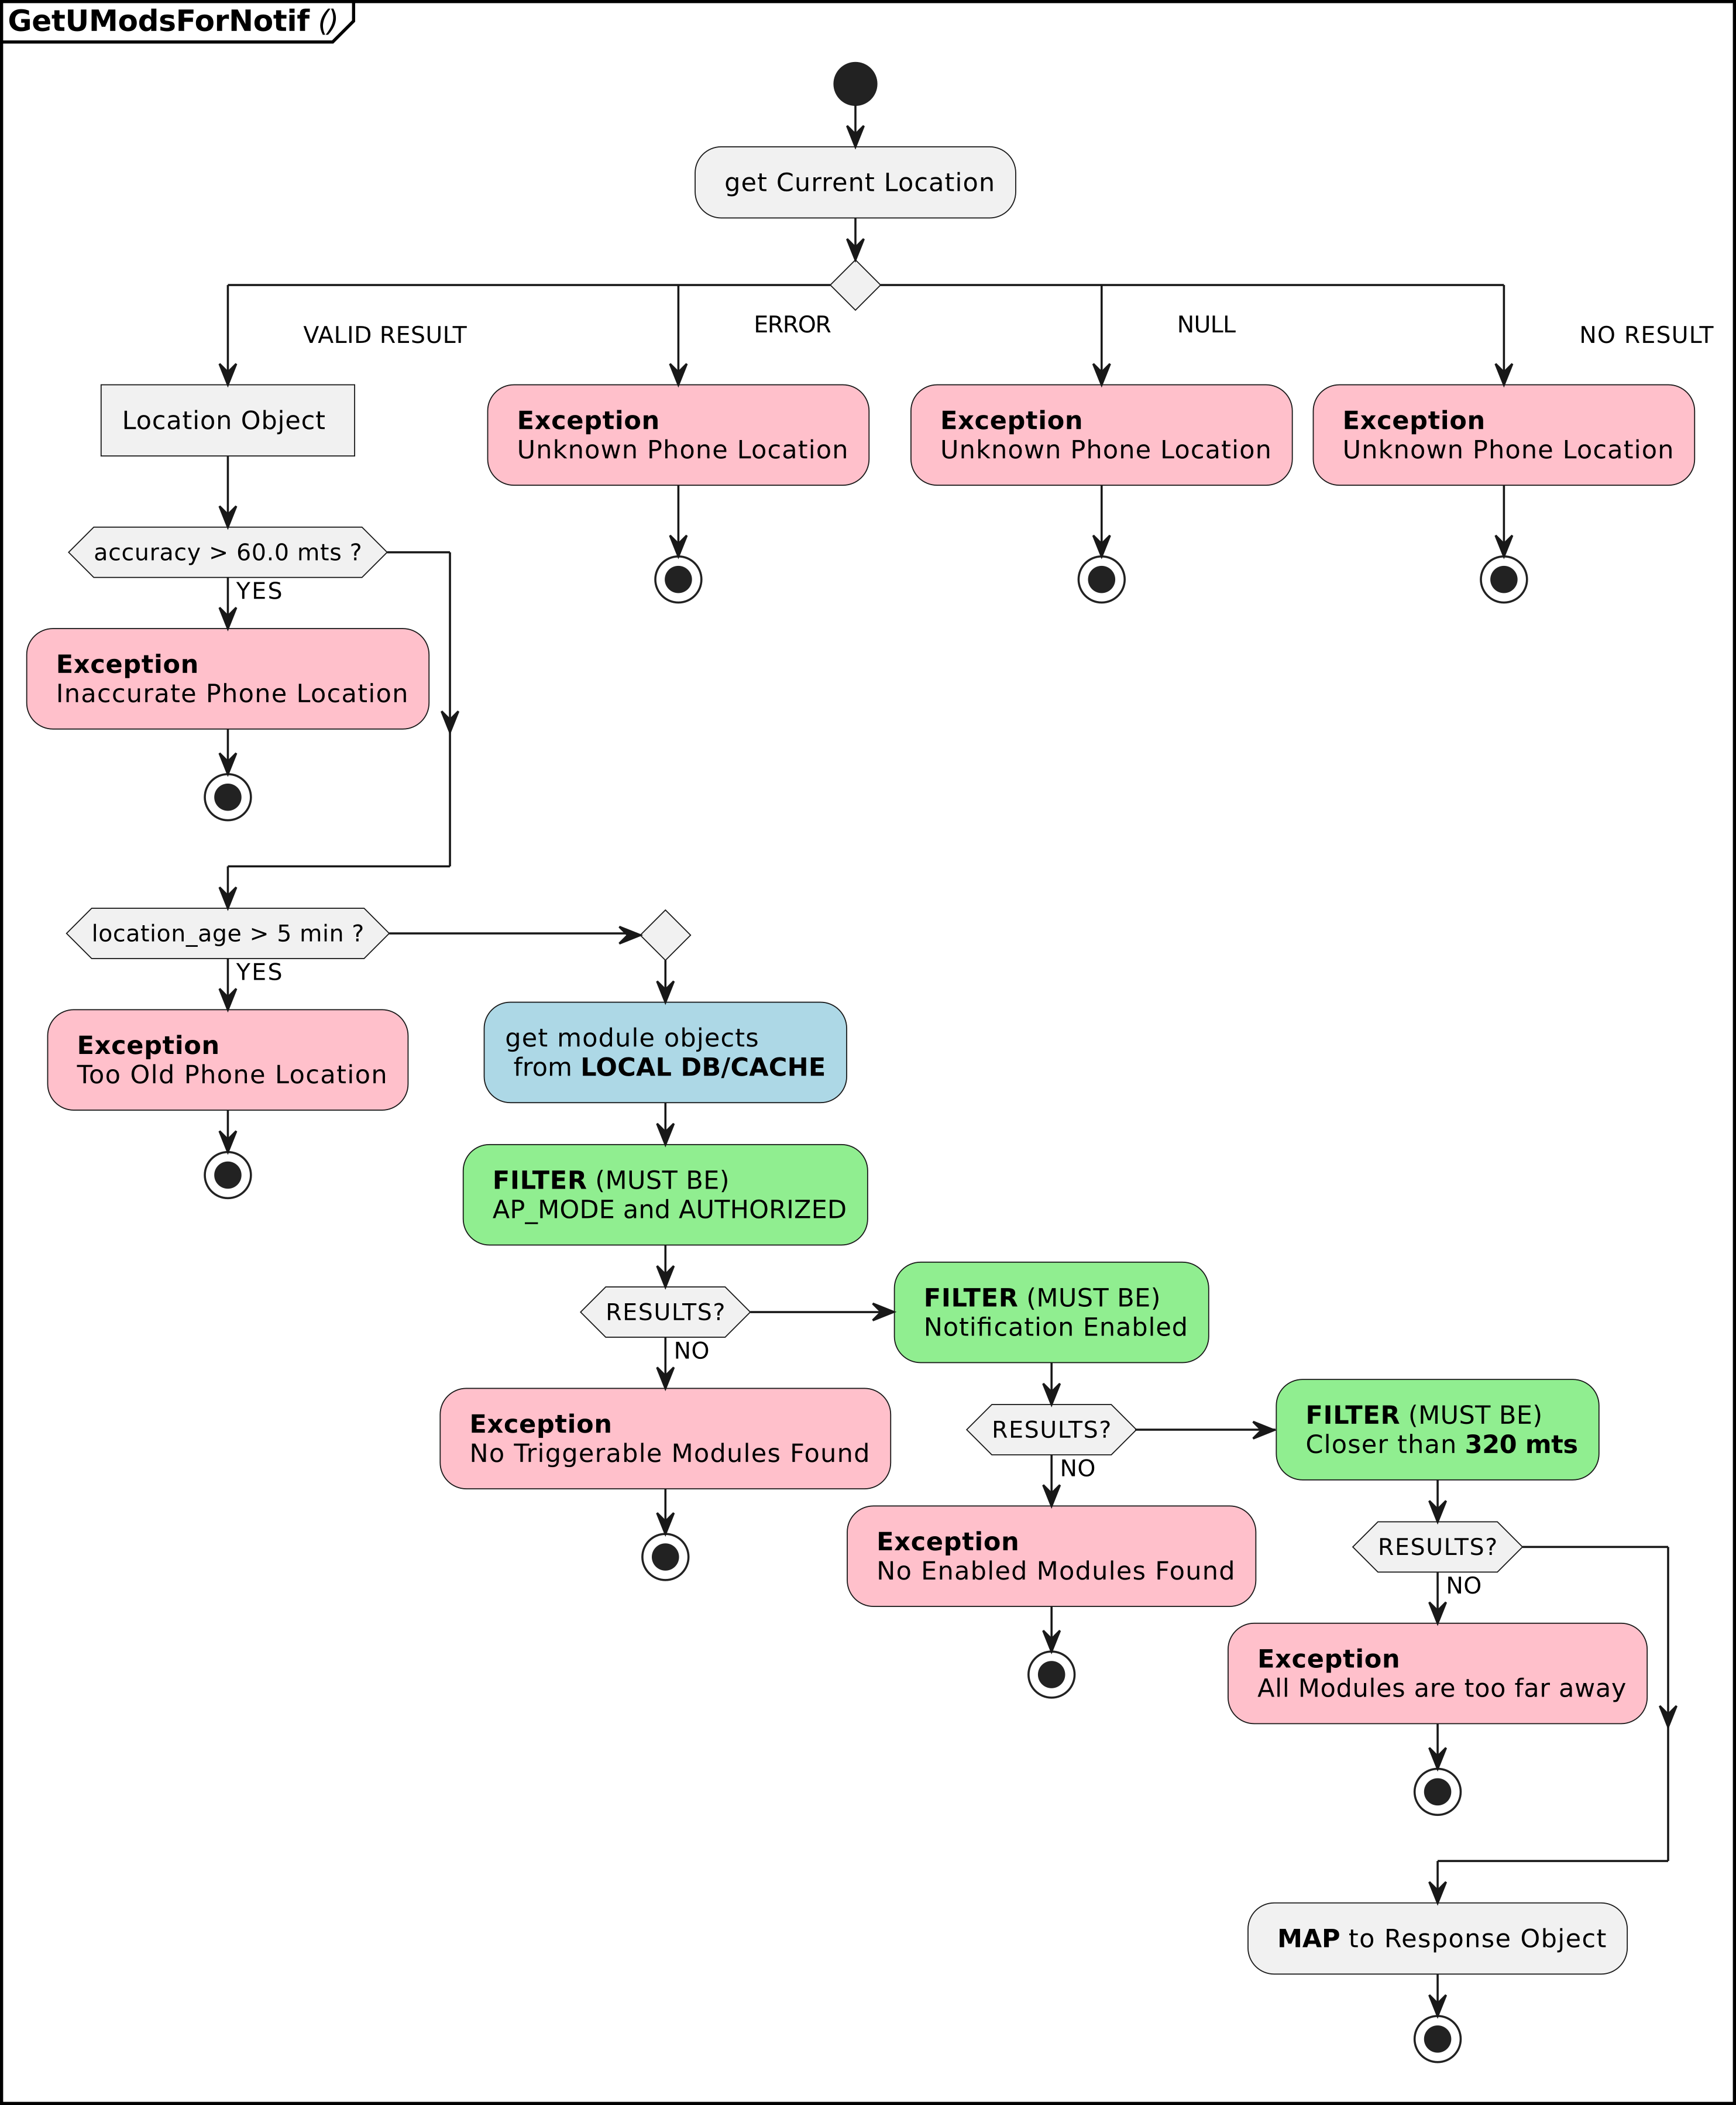 GetUModsForNotif ()
get Current Location
VALID RESULT
ERROR
NULL
NO RESULT
Location Object
Exception
Unknown Phone Location
Exception
Unknown Phone Location
Exception
Unknown Phone Location
accuracy > 60.0 mts ?
YES
Exception
Inaccurate Phone Location
location_age > 5 min ?
YES
Exception
Too Old Phone Location
get module objects
from LOCAL DB/CACHE
FILTER (MUST BE)
AP_MODE and AUTHORIZED
RESULTS?
NO
Exception
No Triggerable Modules Found
FILTER (MUST BE)
Notification Enabled
RESULTS?
NO
Exception
No Enabled Modules Found
FILTER (MUST BE)
Closer than 320 mts
RESULTS?
NO
Exception
All Modules are too far away
MAP to Response Object